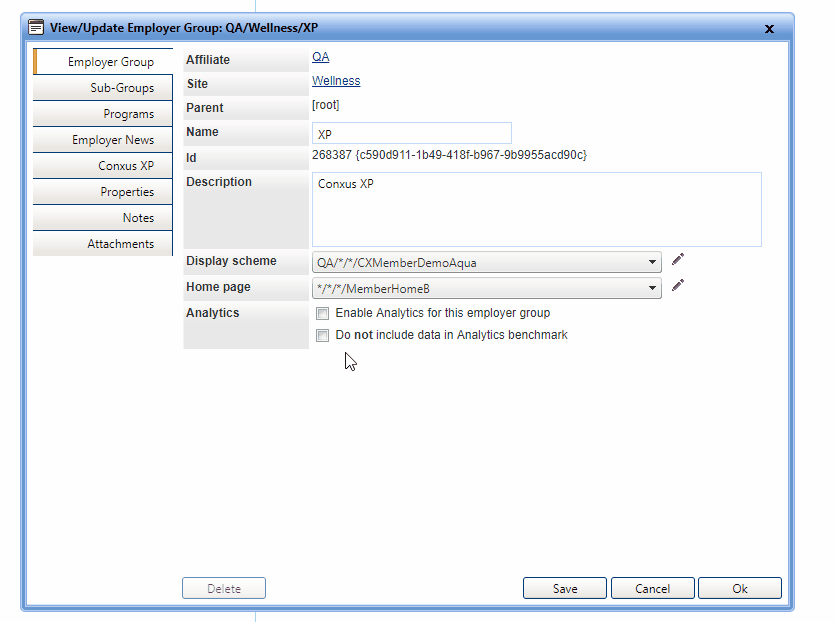 View/Update Employer Group: QA/Wellness/XP
x
Employer Group
Sub-Groups
Programs
Employer News
Conxus XP
Properties
Notes
Attachments
Affiliate QA
Site Wellness
Parent [root]
Name XP
Id 268387 {c590d911-1b49-418f-b967-9b9955acd90c}
Description Conxus XP
Display scheme QA/*/*/CXMemberDemoAqua
Home page */*/*/MemberHomeB
Analytics Enable Analytics for this employer group
Do not include data in Analytics benchmark
Delete Save Cancel Ok